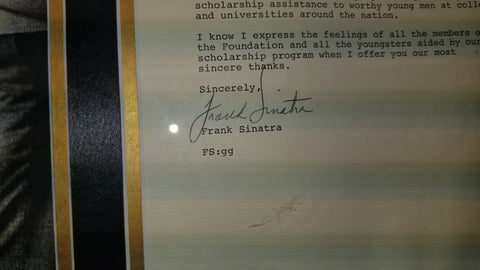 scholarship assistance to worthy young men at
and universities around the nation.
I know I express the feelings of all the members
the Foundation and all the youngsters aided by our
scholarship program when I offer you our most
sincere thanks.
Sincerely,
Frank Sinatra
Frank Sinatra
FS:gg